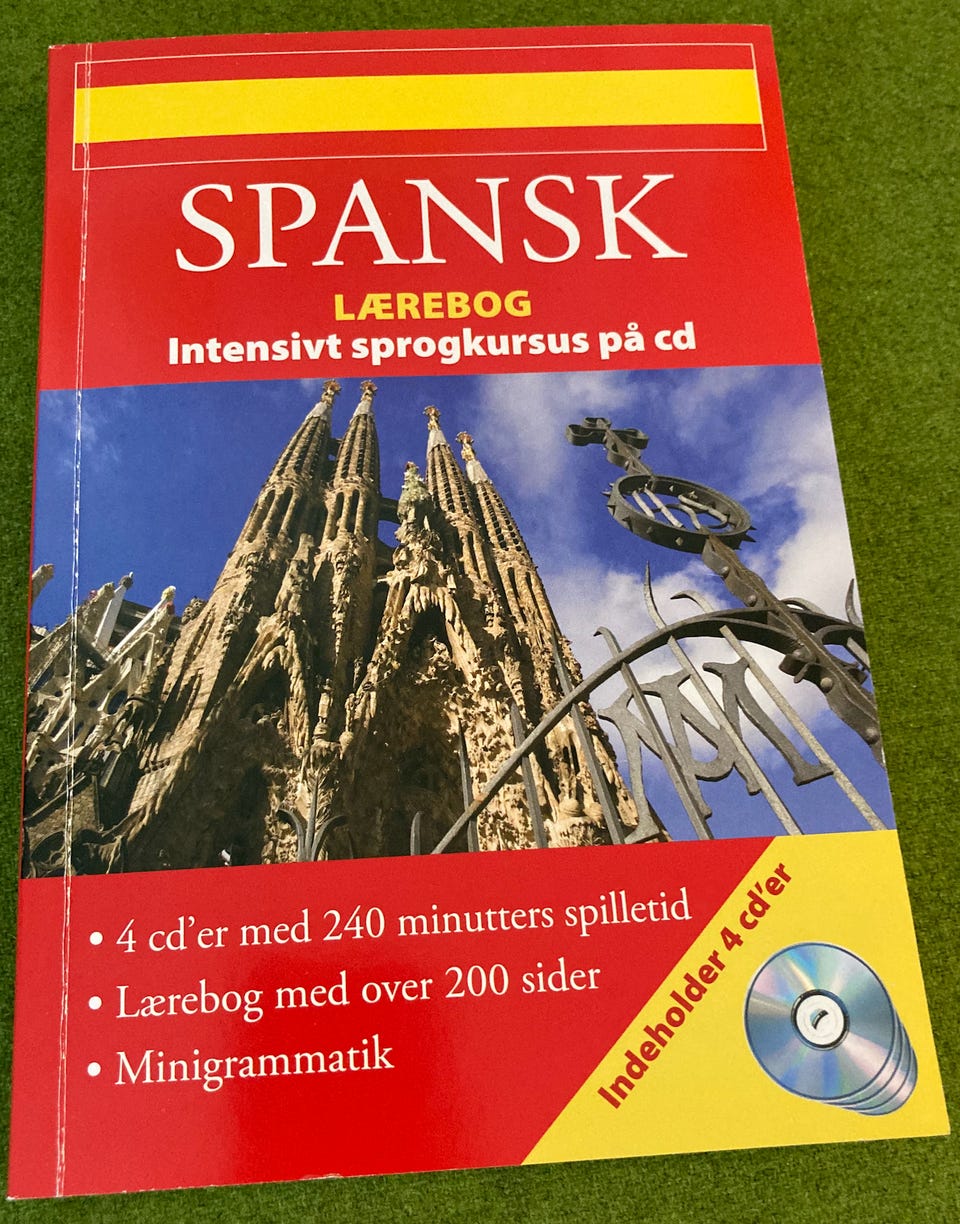 SPANSK
LÆREBOG
Intensivt sprogkursus på cd
• 4 cd'er med 240 minutters spilletid
• Lærebog med over 200 sider
• Minigrammatik
Indeholder 4 cd'er